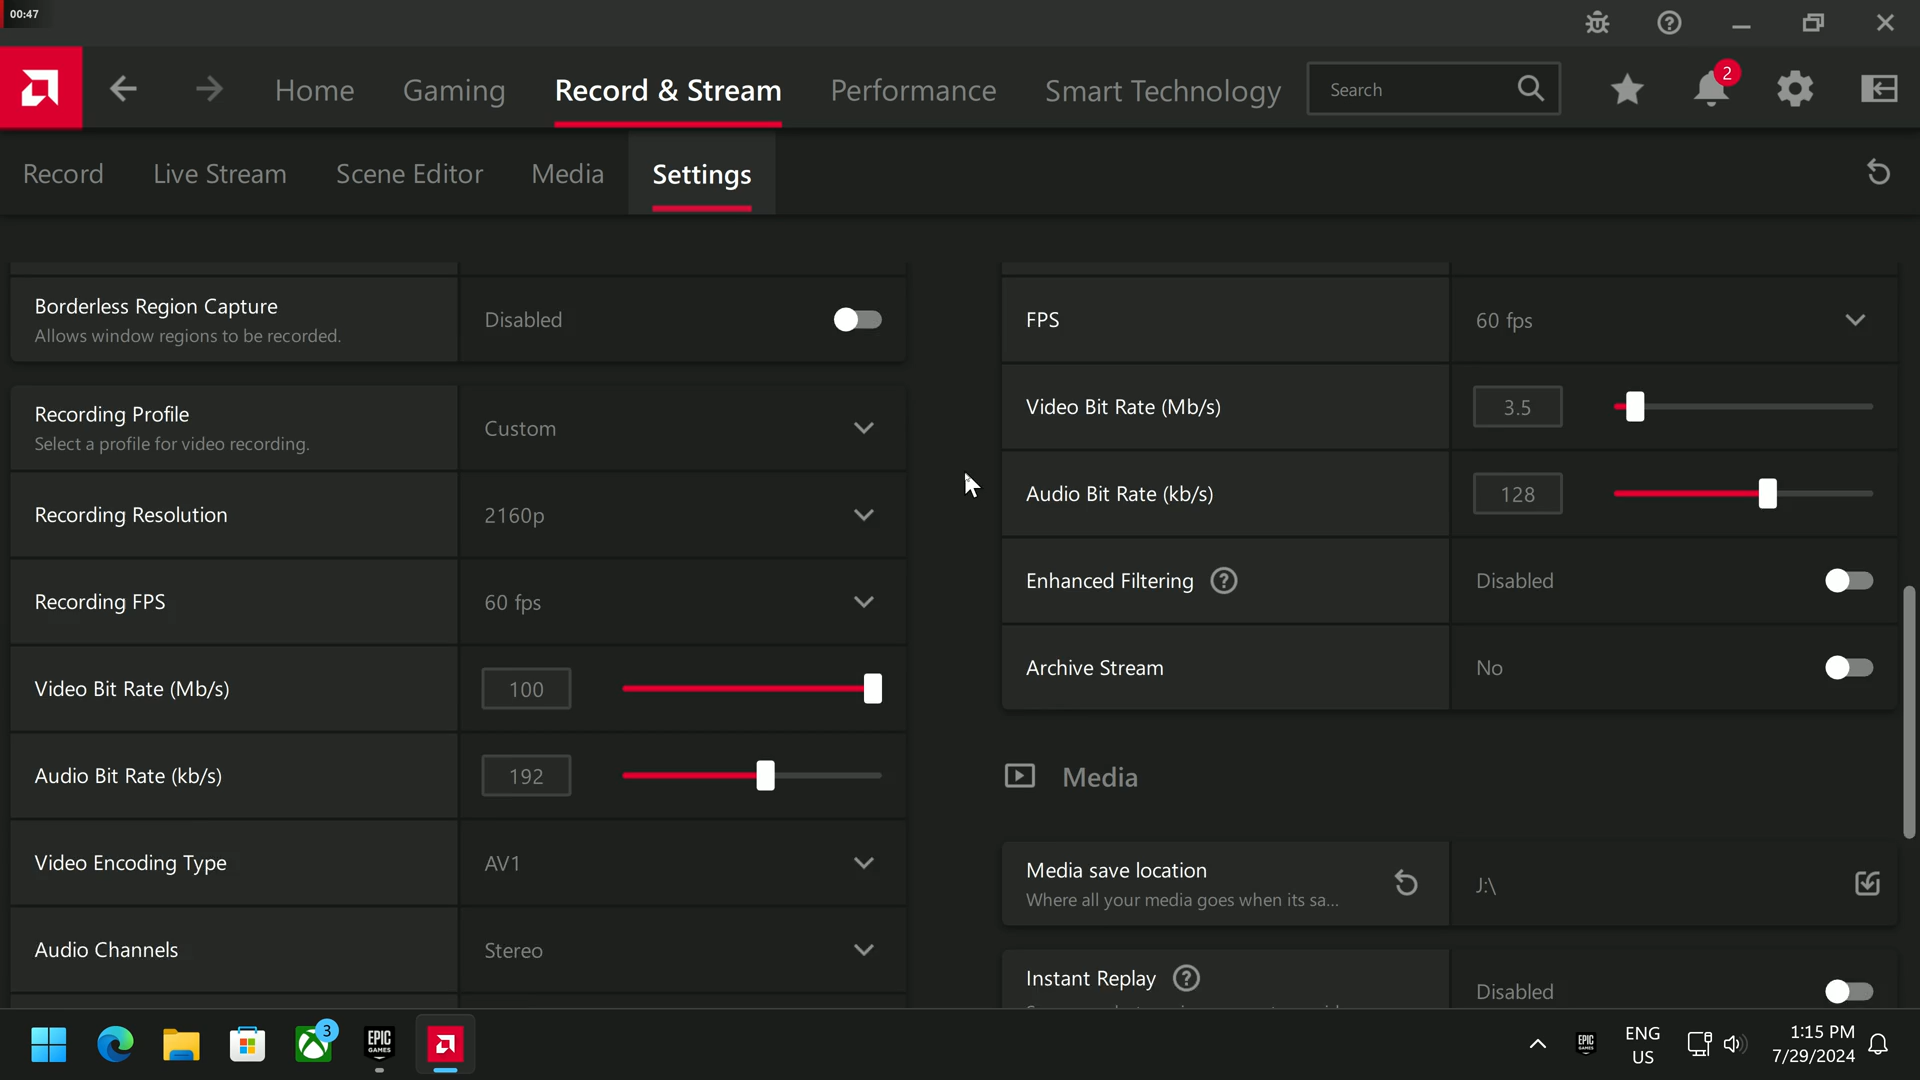 00:47
Home
Gaming
Record & Stream
Performance
Smart Technology
Search
2
Record
Live Stream
Scene Editor
Media
Settings
Borderless Region Capture
Allows window regions to be recorded.
Disabled
Recording Profile
Select a profile for video recording.
Custom
Recording Resolution
2160p
Recording FPS
60 fps
Video Bit Rate (Mb/s)
100
Audio Bit Rate (kb/s)
192
Video Encoding Type
AV1
Audio Channels
Stereo
FPS
60 fps
Video Bit Rate (Mb/s)
3.5
Audio Bit Rate (kb/s)
128
Enhanced Filtering ?
Disabled
Archive Stream
No
Media
Media save location
Where all your media goes when its sa...
J:\
Instant Replay ?
Disabled
3
EPIC
GAMES
EPIC
GAMES
ENG
US
1:15 PM
7/29/2024